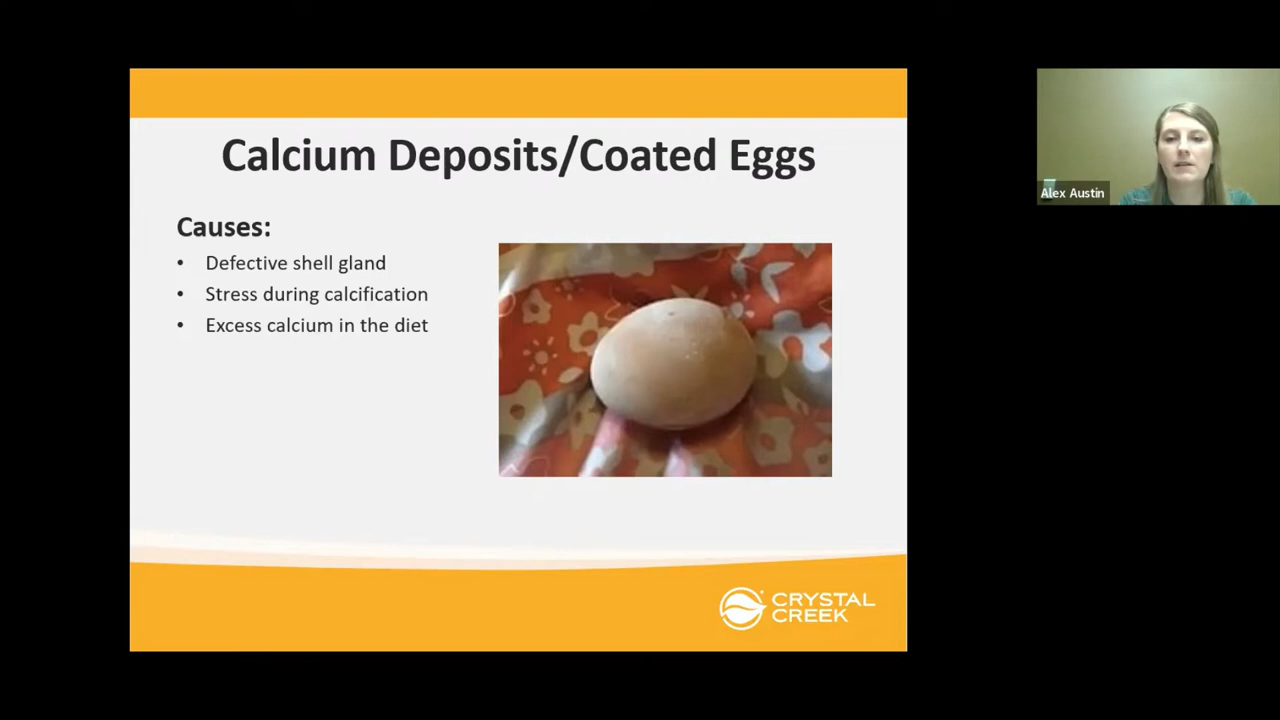 Calcium Deposits/Coated Eggs
Causes:
• Defective shell gland
• Stress during calcification
• Excess calcium in the diet
CRYSTAL
CREEK
Alex Austin